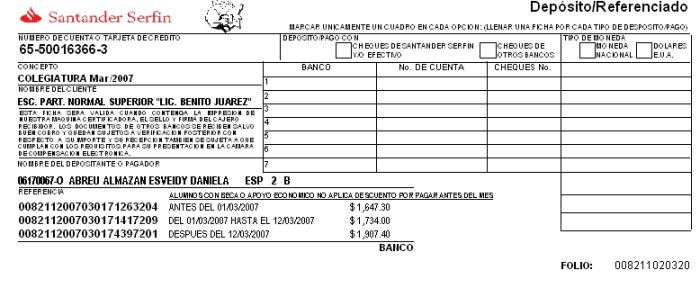 Santander Serfin
Depósito/Referenciado
MARCAR UNICAMENTE UN CUADRO EN CADA OPCION: (LLENAR UNA FICHA POR CADA TIPO DE DESPOSITO/PAGO)
NUMERO DE CUENTA O TARJETA DE CREDITO
65-50016366-3
DEPOSITO/PAGO CON
CHEQUES DE SANTANDER SERFIN Y/O EFECTIVO
CHEQUES DE OTROS BANCOS
TIPO DE MONEDA
MONEDA NACIONAL
DOLARES E.U.A.
CONCEPTO
COLEGIATURA Mar/2007
BANCO No. DE CUENTA CHEQUES No.
NOMBRE DEL CLIENTE
ESC. PART. NORMAL SUPERIOR "LIC. BENITO JUAREZ"
ESTA FICHA SERA VALIDA CUANDO CONTENGA LA IMPRESION DE
NUESTRA MAQUINA CERTIFICADORA, EL SELLO Y FIRMA DEL CAJERO
RECIBIDOR. LOS DOCUMENTOS DE OTROS BANCOS SE RECIBEN SALVO
BUEN COBRO Y QUEDAN SUJETOS A VERIFICACION POSTERIOR CON
RESPECTO A SU IMPORTE Y SU RECEPCION TAMBIEN SE SUJETA A QUE
CUMPLAN CON LOS REQUISITOS PARA SU PRESENTACION EN LA CAMARA
DE COMPENSACION ELECTRONICA.
1
2
3
4
5
6
7
NOMBRE DEL DEPOSITANTE O PAGADOR
06170067-O ABREU ALMAZAN ESVEIDY DANIELA ESP 2 B
REFERENCIA
ALUMNOS CON BECA O APOYO ECONOMICO NO APLICA DESCUENTO POR PAGAR ANTES DEL MES
00821120070301712632​04 ANTES DEL 01/03/2007 $ 1,647.30
0082112007030171417209 DEL 01/03/2007 HASTA EL 12/03/2007 $ 1,734.00
0082112007030174397201 DESPUES DEL 12/03/2007 $ 1,907.40
BANCO
FOLIO: 008211020320